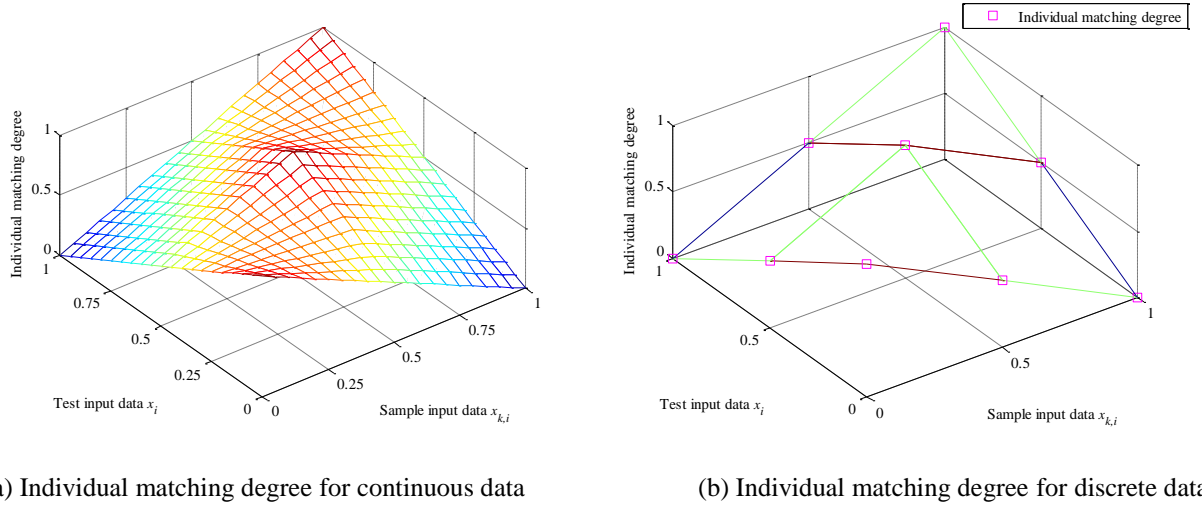 Individual matching degree
1
0.5
0
1
0.75
0.5
0.25
0
0
0.25
0.5
0.75
1
Test input data x_i
Sample input data x_{k,i}
Individual matching degree
Individual matching degree
1
0.5
0
1
0.5
0
0
0.5
1
Test input data x_i
Sample input data x_{k,i}
) Individual matching degree for continuous data
(b) Individual matching degree for discrete data